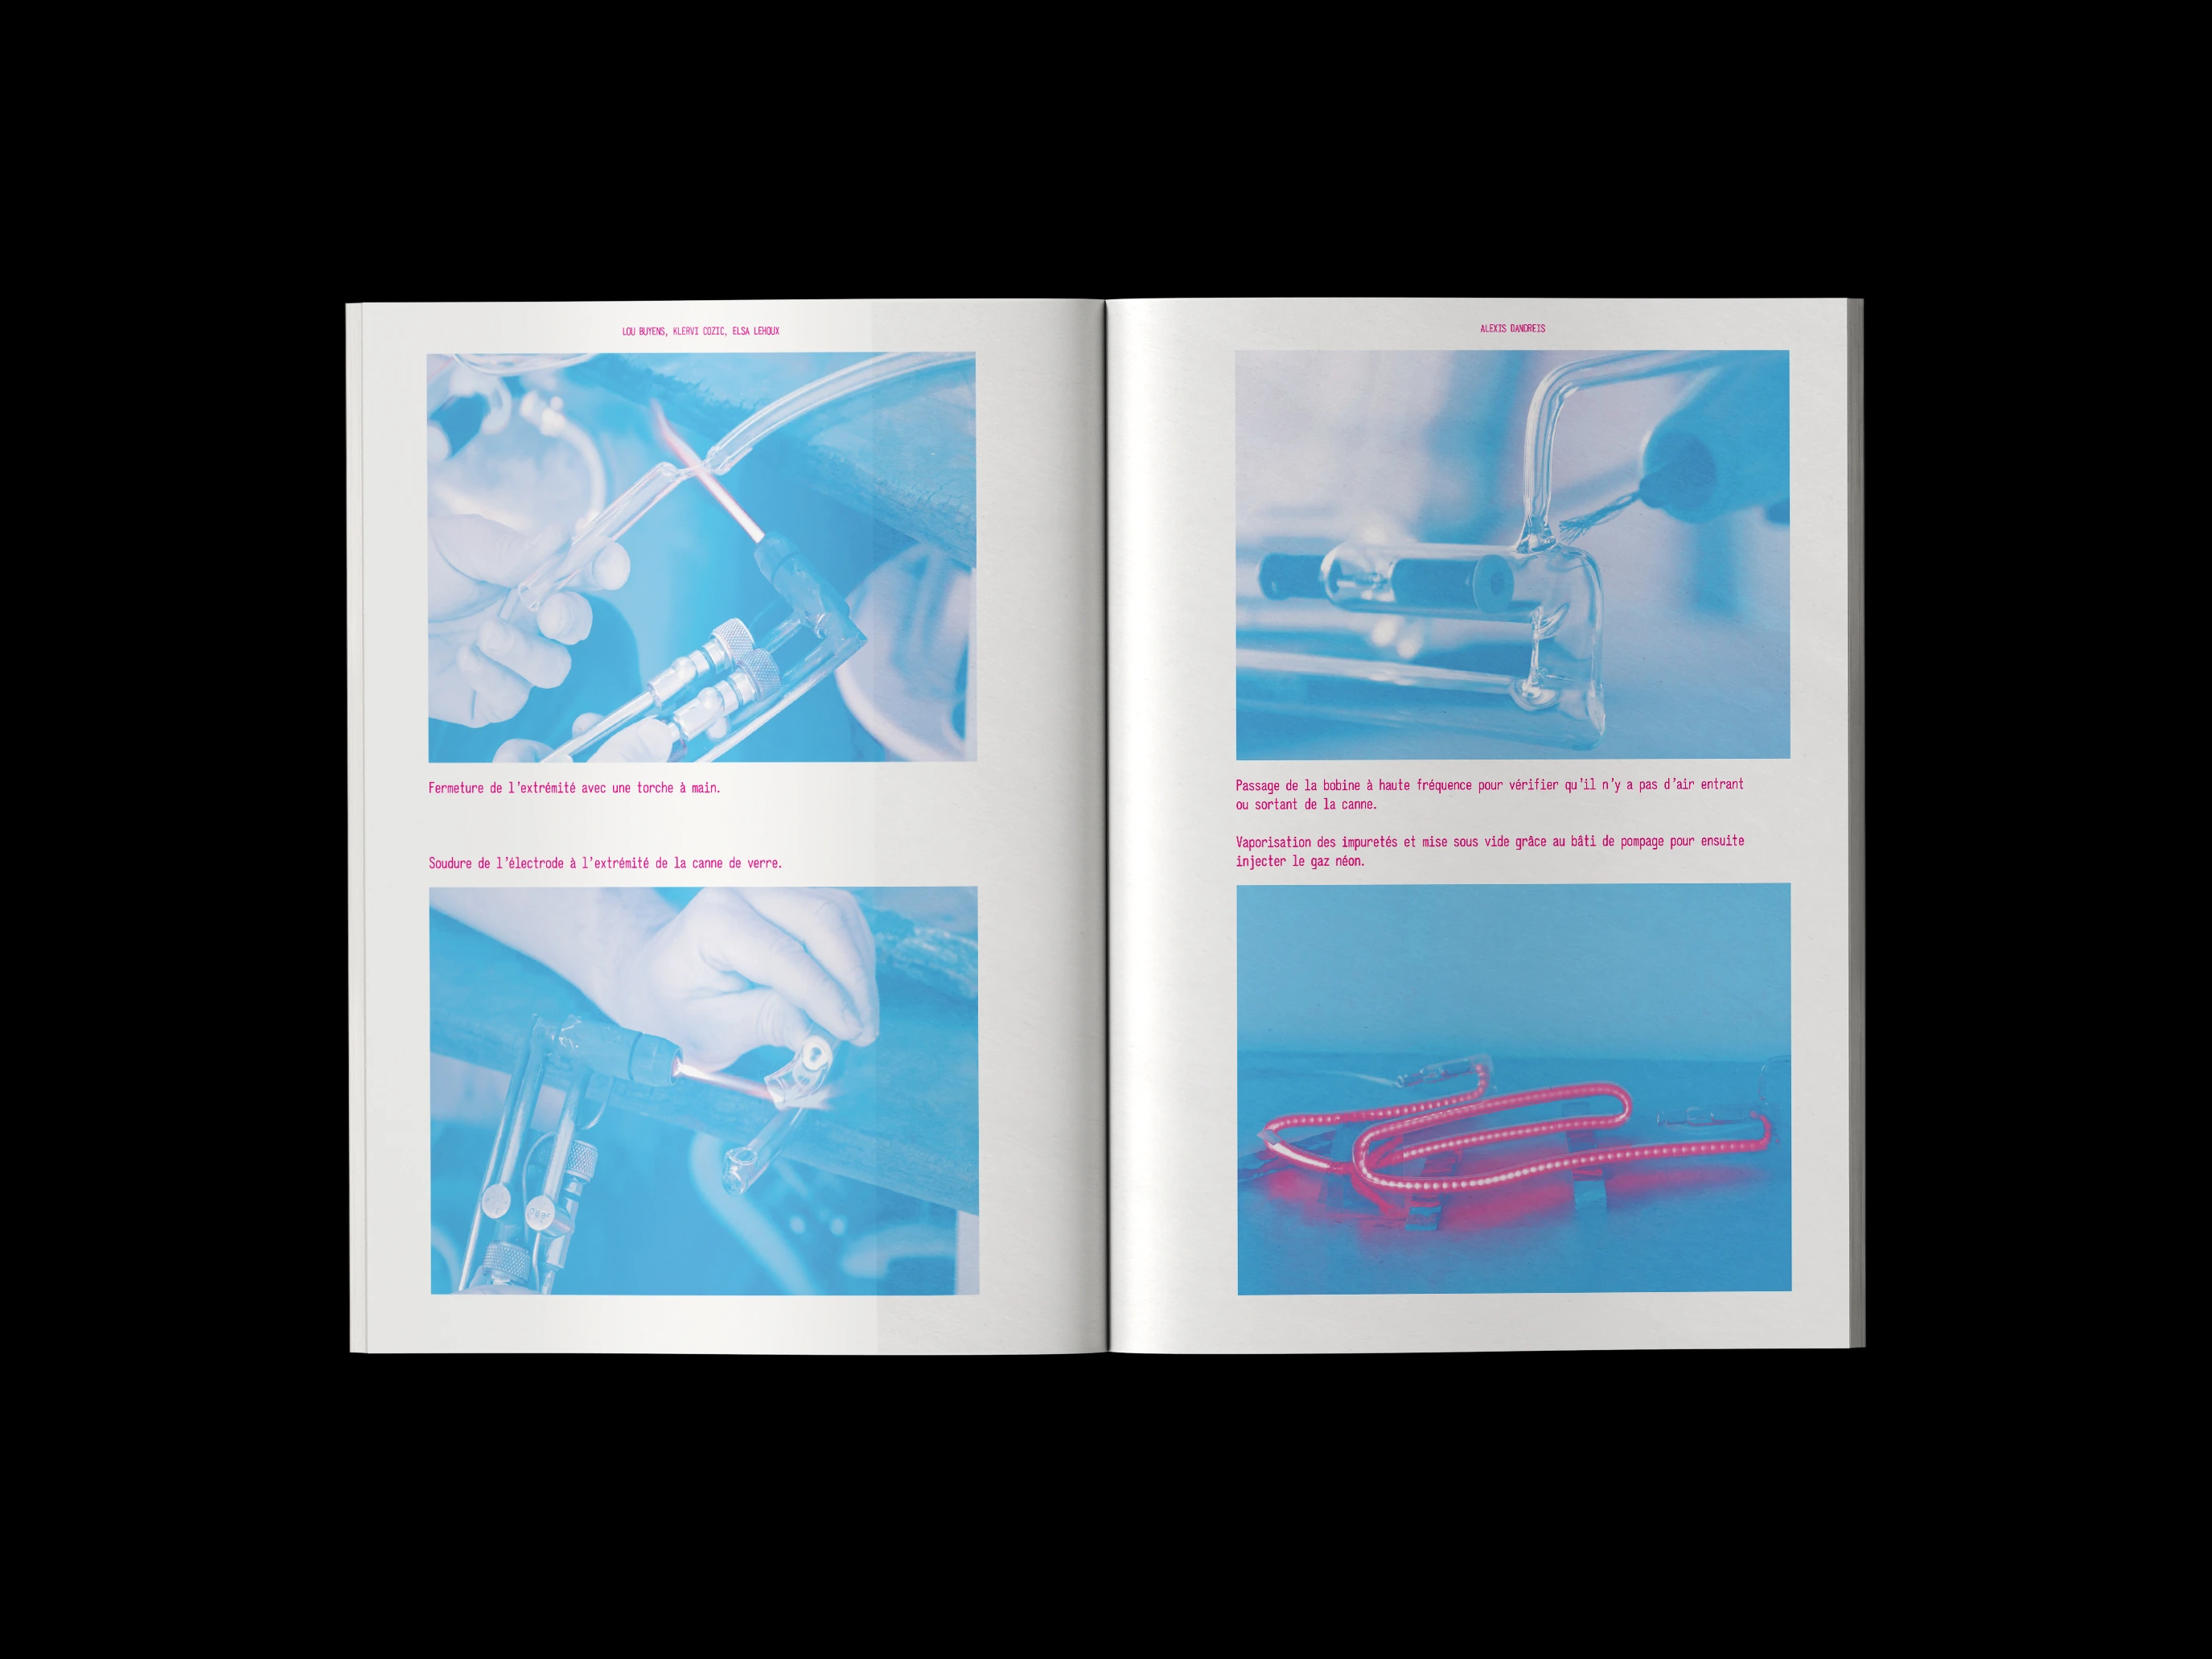 LOU BUYENS, KLERVI COZIC, ELSA LEHOUX
Fermeture de l'extrémité avec une torche à main.
Soudure de l'électrode à l'extrémité de la canne de verre.
ALEXIS DANDREIS
Passage de la bobine à haute fréquence pour vérifier qu'il n'y a pas d'air entrant
ou sortant de la canne.
Vaporisation des impuretés et mise sous vide grâce au bâti de pompage pour ensuite
injecter le gaz néon.